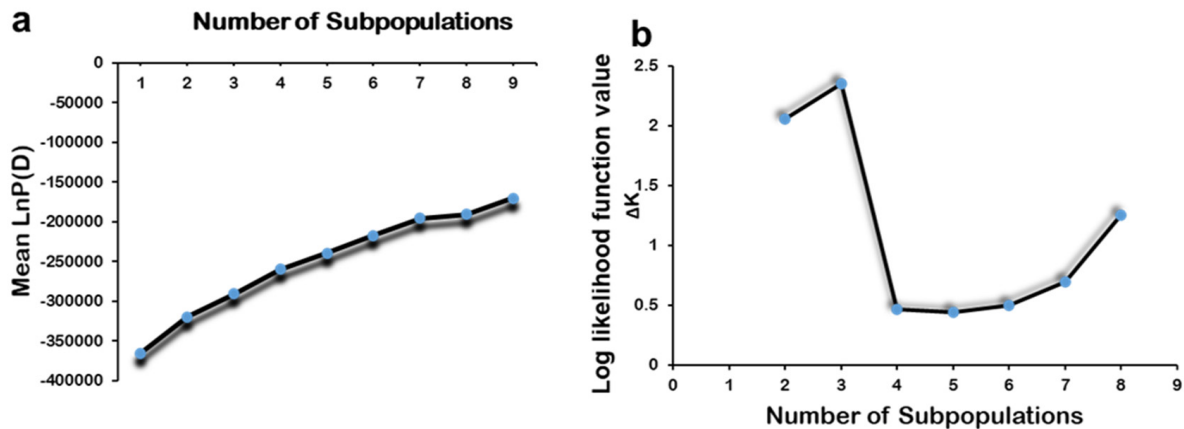 a
Number of Subpopulations
0
1 2 3 4 5 6 7 8 9
-50000
-100000
-150000
-200000
-250000
-300000
-350000
-400000
Mean LnP(D)
b
Log likelihood function value
ΔK
2.5
2
1.5
1
0.5
0
0 1 2 3 4 5 6 7 8 9
Number of Subpopulations